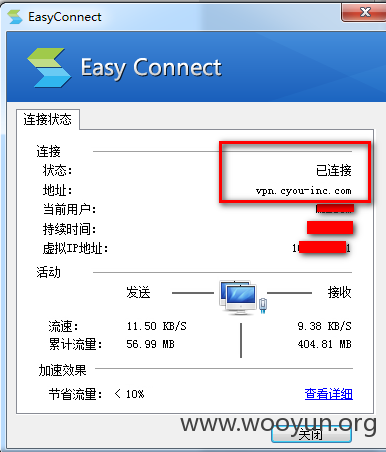 EasyConnect
Easy Connect
连接状态
连接
状态: 已连接
地址: vpn.cyou-inc.com
当前用户:
持续时间:
虚拟IP地址: 1
活动
发送 接收
流速: 11.50 KB/S 9.38 KB/S
累计流量: 56.99 MB 404.81 MB
加速效果
节省流量: < 10% 查看详细
www.wooyun.org
关闭